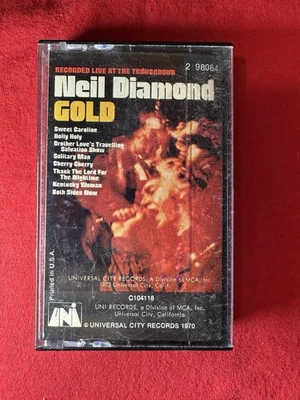 RECORDED LIVE AT THE TROUBADOUR
2 98084
Neil Diamond
GOLD
Sweet Caroline
Holly Holy
Brother Love's Travelling
Salvation Show
Solitary Man
Cherry Cherry
Thank The Lord For
The Nightime
Kentucky Woman
Both Sides Now
Printed in U.S.A.
UNIVERSAL CITY RECORDS, a Division of MCA, Inc.
1972 Universal City, Calif.
C104118
UNI RECORDS, a Division of MCA, Inc.
Universal City, California
UNI
© UNIVERSAL CITY RECORDS 1970